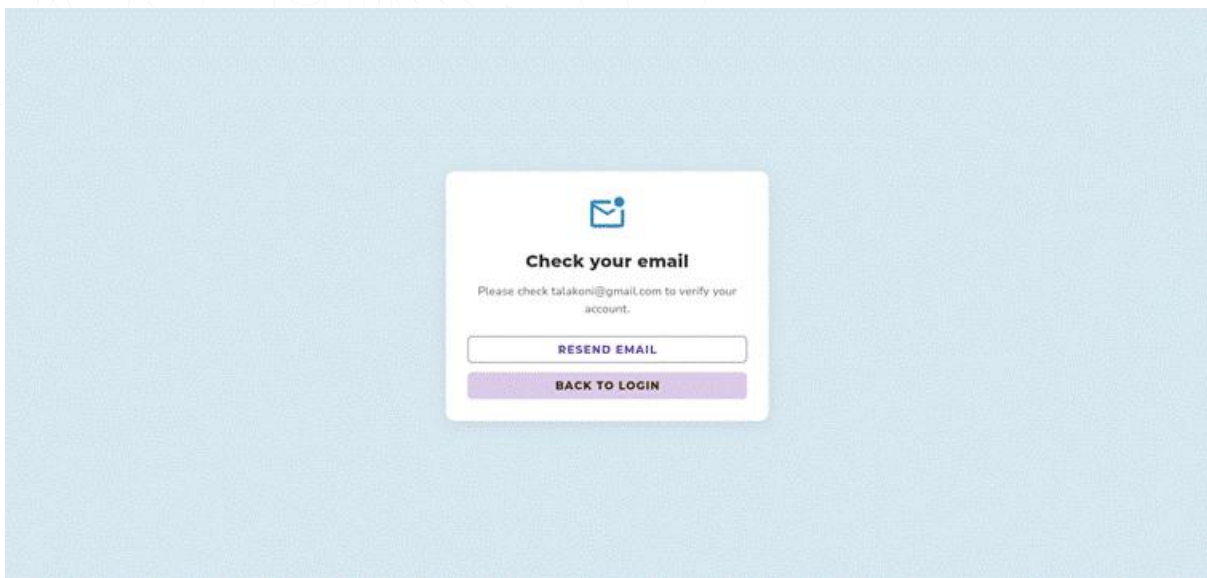 Check your email
Please check talakoni@gmail.com to verify your
account.
RESEND EMAIL
BACK TO LOGIN